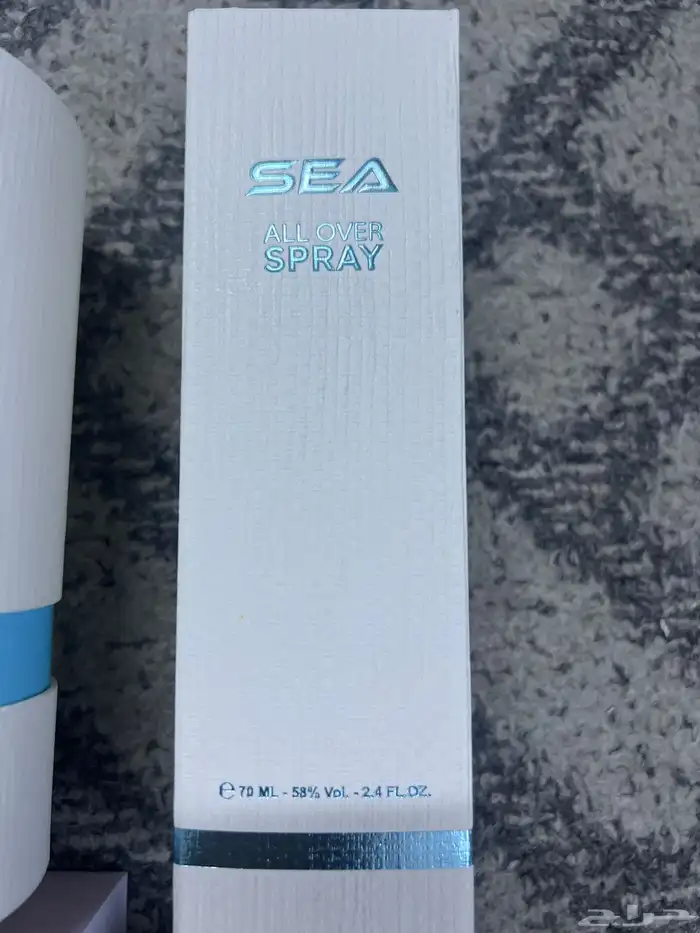 SEA
ALL OVER
SPRAY
℮ 70 ML - 58% Vol. - 2.4 FL.OZ.
حراج